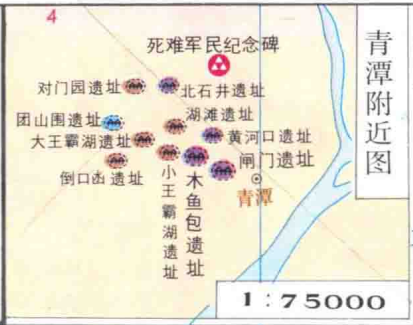 4
青潭附近图
死难军民纪念碑
对门园遗址
北石井遗址
团山围遗址
湖滩遗址
大王霸湖遗址
黄河口遗址
倒口函遗址
闸门遗址
小王霸湖遗址
木鱼包遗址
青潭
1:75000